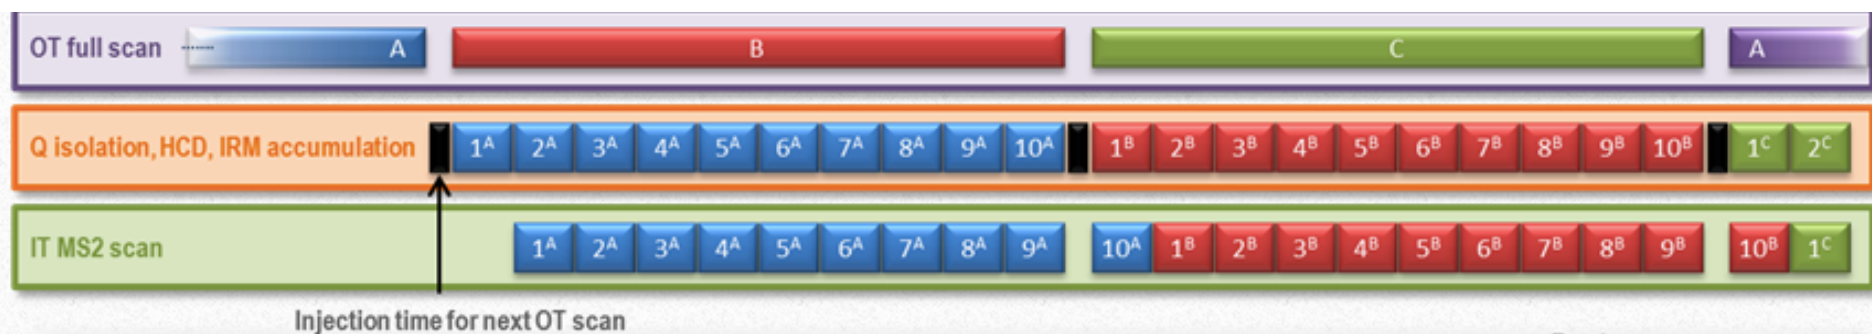 OT full scan A B C A
Q isolation, HCD, IRM accumulation 1A 2A 3A 4A 5A 6A 7A 8A 9A 10A 1B 2B 3B 4B 5B 6B 7B 8B 9B 10B 1C 2C
IT MS2 scan 1A 2A 3A 4A 5A 6A 7A 8A 9A 10A 1B 2B 3B 4B 5B 6B 7B 8B 9B 10B 1C
Injection time for next OT scan